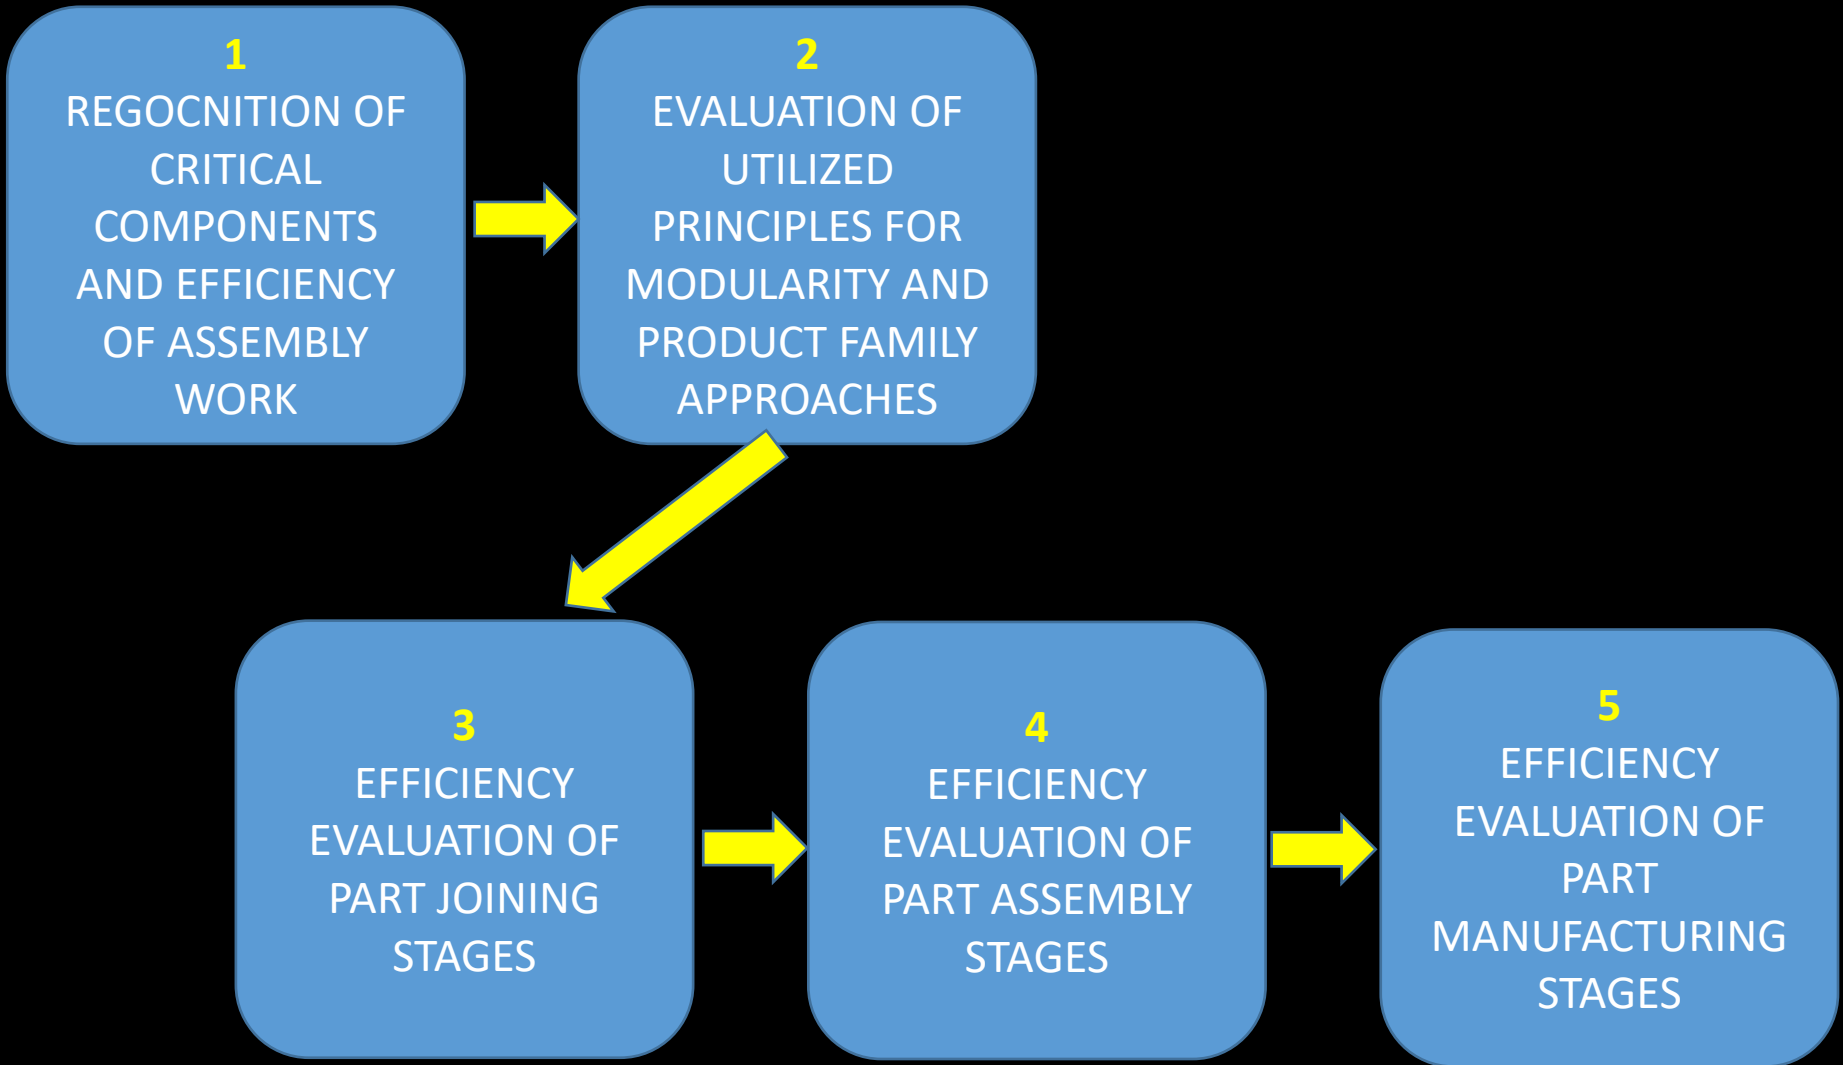 1
REGOCNITION OF
CRITICAL
COMPONENTS
AND EFFICIENCY
OF ASSEMBLY
WORK
2
EVALUATION OF
UTILIZED
PRINCIPLES FOR
MODULARITY AND
PRODUCT FAMILY
APPROACHES
3
EFFICIENCY
EVALUATION OF
PART JOINING
STAGES
4
EFFICIENCY
EVALUATION OF
PART ASSEMBLY
STAGES
5
EFFICIENCY
EVALUATION OF
PART
MANUFACTURING
STAGES